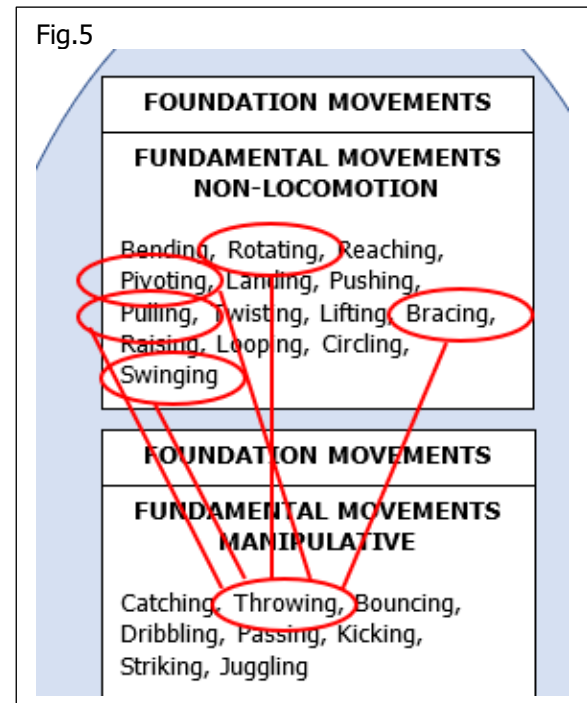 Fig.5
FOUNDATION MOVEMENTS
FUNDAMENTAL MOVEMENTS
NON-LOCOMOTION
Bending, Rotating, Reaching,
Pivoting, Landing, Pushing,
Pulling, Twisting, Lifting, Bracing,
Raising, Looping, Circling,
Swinging
FOUNDATION MOVEMENTS
FUNDAMENTAL MOVEMENTS
MANIPULATIVE
Catching, Throwing, Bouncing,
Dribbling, Passing, Kicking,
Striking, Juggling